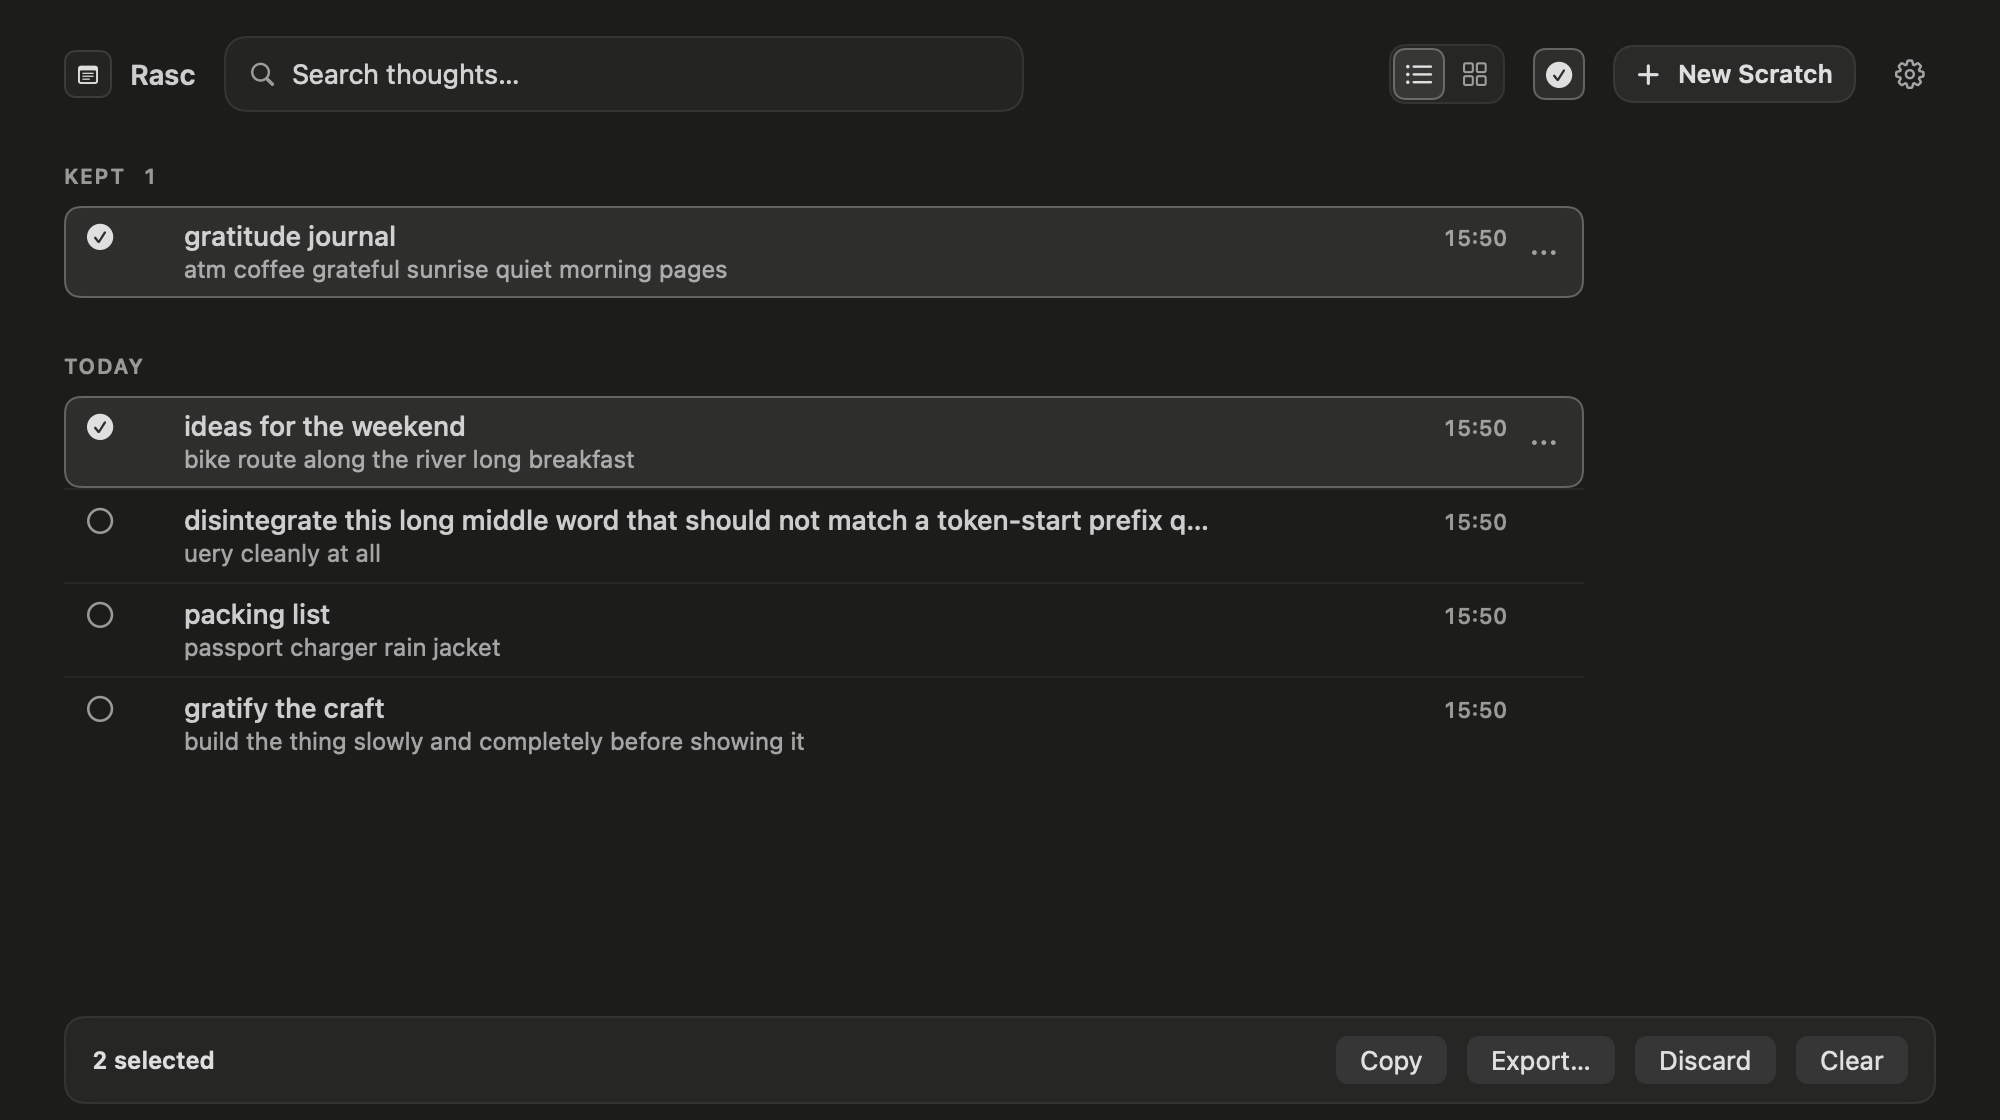 Rasc
Search thoughts...
New Scratch
KEPT 1
gratitude journal
15:50
atm coffee grateful sunrise quiet morning pages
TODAY
ideas for the weekend
15:50
bike route along the river long breakfast
disintegrate this long middle word that should not match a token-start prefix q...
15:50
uery cleanly at all
packing list
15:50
passport charger rain jacket
gratify the craft
15:50
build the thing slowly and completely before showing it
2 selected
Copy
Export...
Discard
Clear